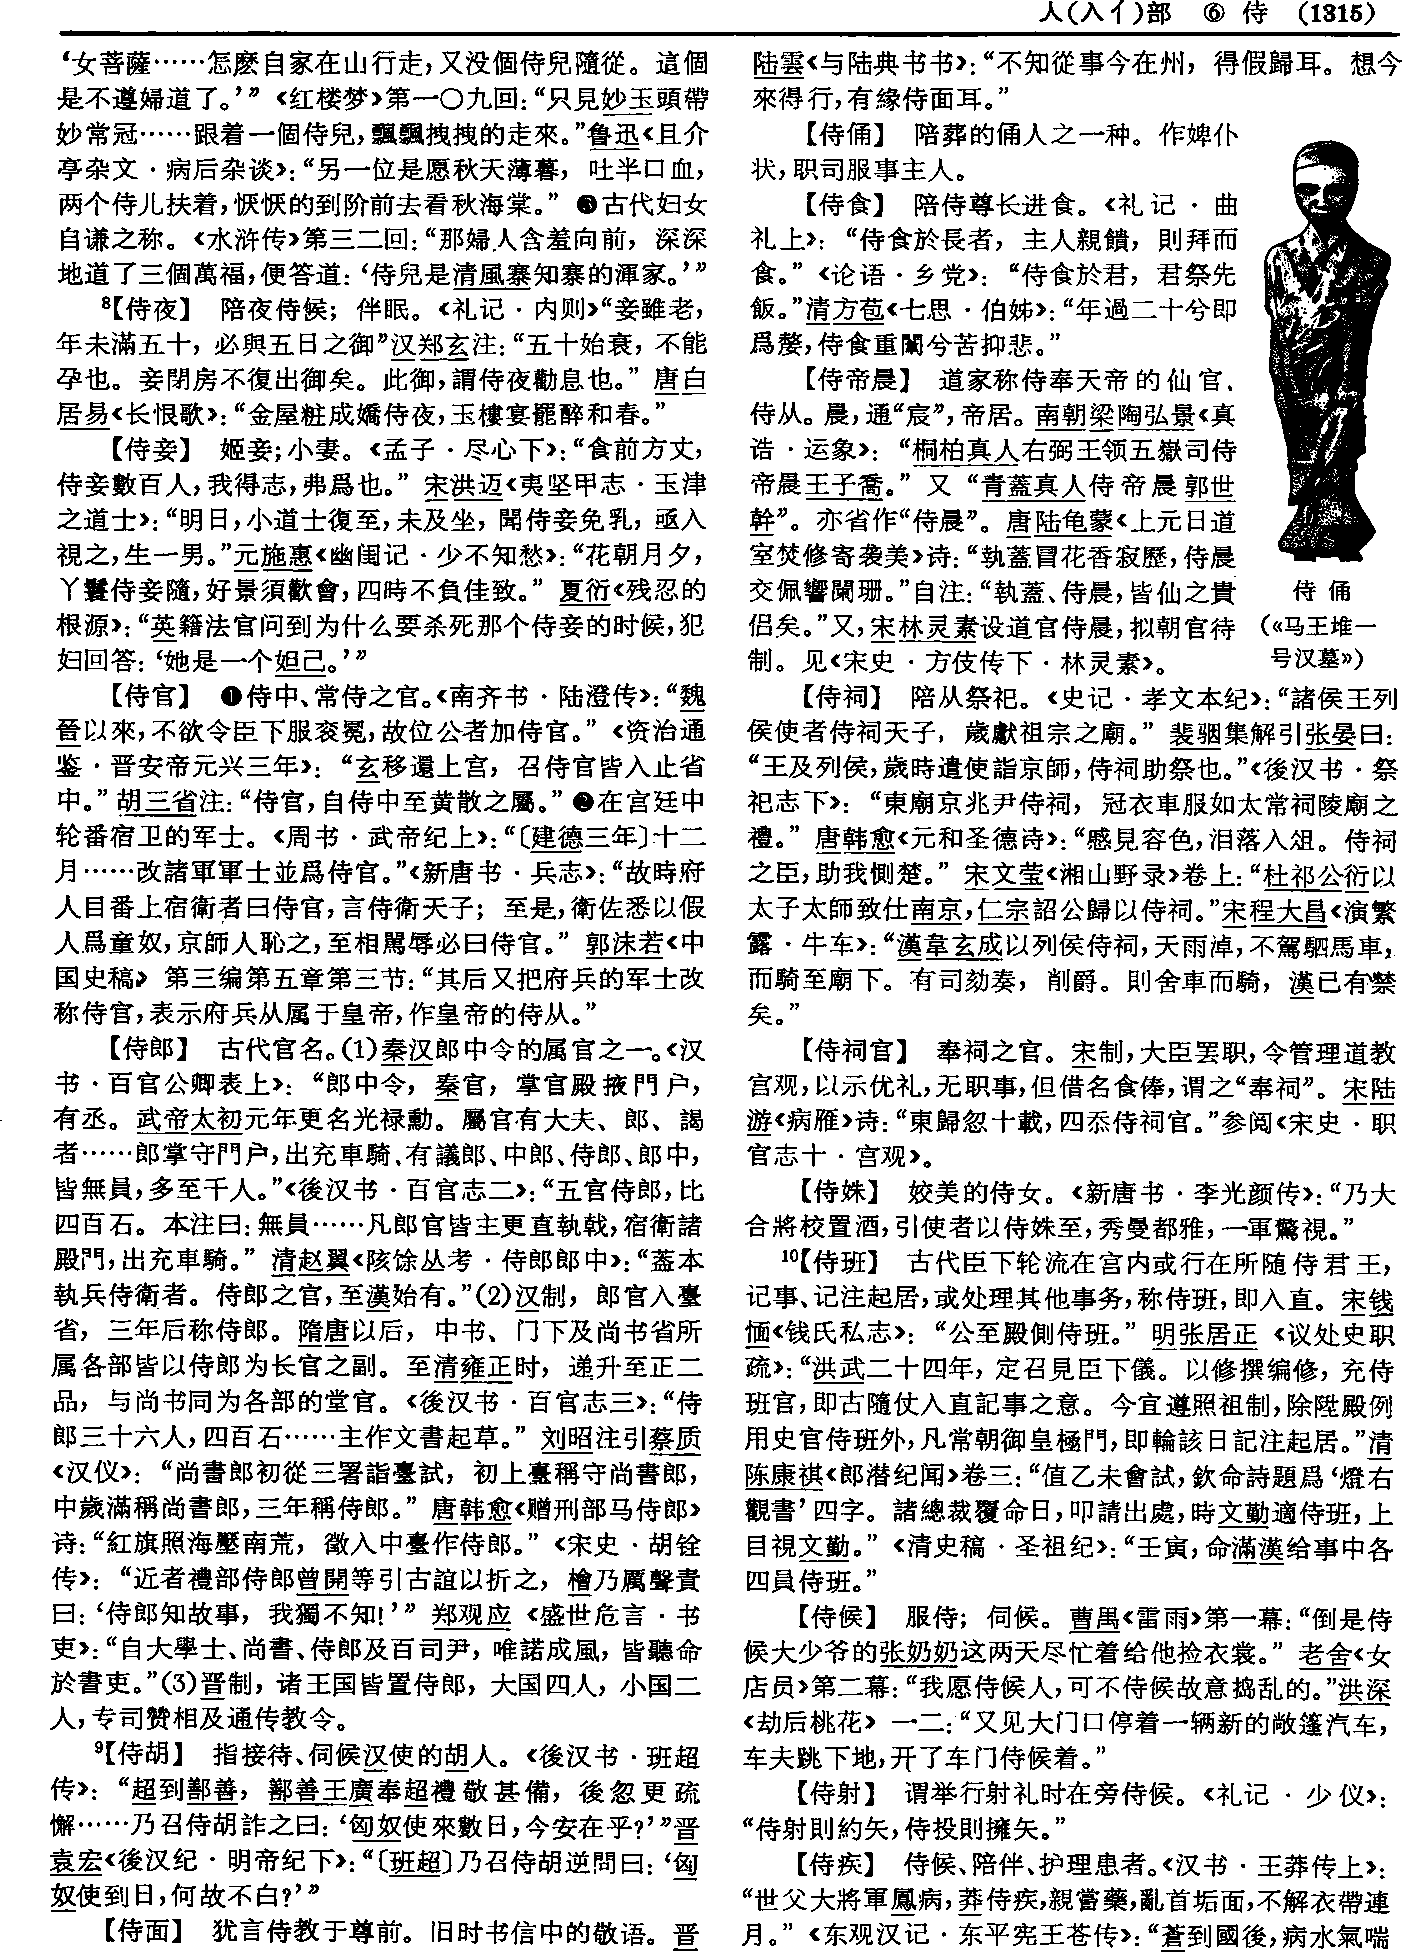 人(入亻)部 ⑥ 侍 (1315)
‘女菩薩……怎麽自家在山行走，又没個侍兒隨從。這個
是不遵婦道了。’”《红楼梦》第一〇九回：“只見妙玉頭帶
妙常冠……跟着一個侍兒，飄飄拽拽的走來。”鲁迅《且介
亭杂文·病后杂谈》：“另一位是愿秋天薄暮，吐半口血，
两个侍儿扶着，恹恹的到阶前去看秋海棠。”❸古代妇女
自谦之称。《水浒传》第三二回：“那婦人含羞向前，深深
地道了三個萬福，便答道：‘侍兒是清風寨知寨的渾家。’”
⁸【侍夜】 陪夜侍候；伴眠。《礼记·内则》“妾雖老，
年未滿五十，必與五日之御”汉郑玄注：“五十始衰，不能
孕也。妾閉房不復出御矣。此御，謂侍夜勸息也。”唐白
居易《长恨歌》：“金屋粧成嬌侍夜，玉樓宴罷醉和春。”
【侍妾】 姬妾；小妻。《孟子·尽心下》：“食前方丈，
侍妾數百人，我得志，弗爲也。”宋洪迈《夷坚甲志·玉津
之道士》：“明日，小道士復至，未及坐，聞侍妾免乳，亟入
視之，生一男。”元施惠《幽闺记·少不知愁》：“花朝月夕，
丫鬟侍妾隨，好景須歡會，四時不負佳致。”夏衍《残忍的
根源》：“英籍法官问到为什么要杀死那个侍妾的时候，犯
妇回答：‘她是一个妲己。’”
【侍官】 ❶侍中、常侍之官。《南齐书·陆澄传》：“魏
晉以來，不欲令臣下服衮冕，故位公者加侍官。”《资治通
鉴·晋安帝元兴三年》：“玄移還上宫，召侍官皆入止省
中。”胡三省注：“侍官，自侍中至黄散之屬。”❷在宫廷中
轮番宿卫的军士。《周书·武帝纪上》：“〔建德三年〕十二
月……改諸軍軍士並爲侍官。”《新唐书·兵志》：“故時府
人目番上宿衛者曰侍官，言侍衛天子；至是，衛佐悉以假
人爲童奴，京師人恥之，至相駡辱必曰侍官。”郭沫若《中
国史稿》第三编第五章第三节：“其后又把府兵的军士改
称侍官，表示府兵从属于皇帝，作皇帝的侍从。”
【侍郎】 古代官名。(1)秦汉郎中令的属官之一。《汉
书·百官公卿表上》：“郎中令，秦官，掌宫殿掖門户，
有丞。武帝太初元年更名光禄勳。屬官有大夫、郎、謁
者……郎掌守門户，出充車騎、有議郎、中郎、侍郎、郎中，
皆無員，多至千人。”《後汉书·百官志二》：“五官侍郎，比
四百石。本注曰：無員……凡郎官皆主更直執戟，宿衛諸
殿門，出充車騎。”清赵翼《陔馀丛考·侍郎郎中》：“蓋本
執兵侍衛者。侍郎之官，至漢始有。”(2)汉制，郎官入臺
省，三年后称侍郎。隋唐以后，中书、门下及尚书省所
属各部皆以侍郎为长官之副。至清雍正时，递升至正二
品，与尚书同为各部的堂官。《後汉书·百官志三》：“侍
郎三十六人，四百石……主作文書起草。”刘昭注引蔡质
《汉仪》：“尚書郎初從三署詣臺試，初上臺稱守尚書郎，
中歲滿稱尚書郎，三年稱侍郎。”唐韩愈《赠刑部马侍郎》
诗：“紅旗照海壓南荒，徵入中臺作侍郎。”《宋史·胡铨
传》：“近者禮部侍郎曾開等引古誼以折之，檜乃厲聲責
曰：‘侍郎知故事，我獨不知！’”郑观应《盛世危言·书
吏》：“自大學士、尚書、侍郎及百司尹，唯諾成風，皆聽命
於書吏。”(3)晋制，诸王国皆置侍郎，大国四人，小国二
人，专司赞相及通传教令。
⁹【侍胡】 指接待、伺候汉使的胡人。《後汉书·班超
传》：“超到鄯善，鄯善王廣奉超禮敬甚備，後忽更疏
懈……乃召侍胡詐之曰：‘匈奴使來數日，今安在乎？’”晋
袁宏《後汉纪·明帝纪下》：“〔班超〕乃召侍胡逆問曰：‘匈
奴使到日，何故不白？’”
【侍面】 犹言侍教于尊前。旧时书信中的敬语。晋
陆雲《与陆典书书》：“不知從事今在州，得假歸耳。想今
來得行，有緣侍面耳。”
【侍俑】 陪葬的俑人之一种。作婢仆
状，职司服事主人。
【侍食】 陪侍尊长进食。《礼记·曲
礼上》：“侍食於長者，主人親饋，則拜而
食。”《论语·乡党》：“侍食於君，君祭先
飯。”清方苞《七思·伯姊》：“年過二十兮即
爲嫠，侍食重闈兮苦抑悲。”
【侍帝晨】 道家称侍奉天帝的仙官、
侍从。晨，通“宸”，帝居。南朝梁陶弘景《真
诰·运象》：“桐柏真人右弼王领五嶽司侍
帝晨王子喬。”又“青蓋真人侍帝晨郭世
幹”。亦省作“侍晨”。唐陆龟蒙《上元日道
室焚修寄袭美》诗：“執蓋冒花香寂歷，侍晨
交佩響闌珊。”自注：“執蓋、侍晨，皆仙之貴
侣矣。”又，宋林灵素设道官侍晨，拟朝官待
制。见《宋史·方伎传下·林灵素》。
侍俑
（《马王堆一
号汉墓》）
【侍祠】 陪从祭祀。《史记·孝文本纪》：“諸侯王列
侯使者侍祠天子，歲獻祖宗之廟。”裴骃集解引张晏曰：
“王及列侯，歲時遣使詣京師，侍祠助祭也。”《後汉书·祭
祀志下》：“東廟京兆尹侍祠，冠衣車服如太常祠陵廟之
禮。”唐韩愈《元和圣德诗》：“慼見容色，泪落入俎。侍祠
之臣，助我惻楚。”宋文莹《湘山野录》卷上：“杜祁公衍以
太子太師致仕南京，仁宗詔公歸以侍祠。”宋程大昌《演繁
露·牛车》：“漢韋玄成以列侯侍祠，天雨淖，不駕駟馬車，
而騎至廟下。有司劾奏，削爵。則舍車而騎，漢已有禁
矣。”
【侍祠官】 奉祠之官。宋制，大臣罢职，令管理道教
宫观，以示优礼，无职事，但借名食俸，谓之“奉祠”。宋陆
游《病雁》诗：“東歸忽十載，四忝侍祠官。”参阅《宋史·职
官志十·宫观》。
【侍姝】 姣美的侍女。《新唐书·李光颜传》：“乃大
合將校置酒，引使者以侍姝至，秀曼都雅，一軍驚視。”
¹⁰【侍班】 古代臣下轮流在宫内或行在所随侍君王，
记事、记注起居，或处理其他事务，称侍班，即入直。宋钱
愐《钱氏私志》：“公至殿側侍班。”明张居正《议处史职
疏》：“洪武二十四年，定召見臣下儀。以修撰编修，充侍
班官，即古隨仗入直記事之意。今宜遵照祖制，除陞殿例
用史官侍班外，凡常朝御皇極門，即輪該日記注起居。”清
陈康祺《郎潜纪闻》卷三：“值乙未會試，欽命詩題爲‘燈右
觀書’四字。諸總裁覆命日，叩請出處，時文勤適侍班，上
目視文勤。”《清史稿·圣祖纪》：“壬寅，命滿漢给事中各
四員侍班。”
【侍候】 服侍；伺候。曹禺《雷雨》第一幕：“倒是侍
候大少爷的张奶奶这两天尽忙着给他捡衣裳。”老舍《女
店员》第二幕：“我愿侍候人，可不侍候故意捣乱的。”洪深
《劫后桃花》一二：“又见大门口停着一辆新的敞篷汽车，
车夫跳下地，开了车门侍候着。”
【侍射】 谓举行射礼时在旁侍候。《礼记·少仪》：
“侍射則約矢，侍投則擁矢。”
【侍疾】 侍候、陪伴、护理患者。《汉书·王莽传上》：
“世父大將軍鳳病，莽侍疾，親嘗藥，亂首垢面，不解衣帶連
月。”《东观汉记·东平宪王苍传》：“蒼到國後，病水氣喘